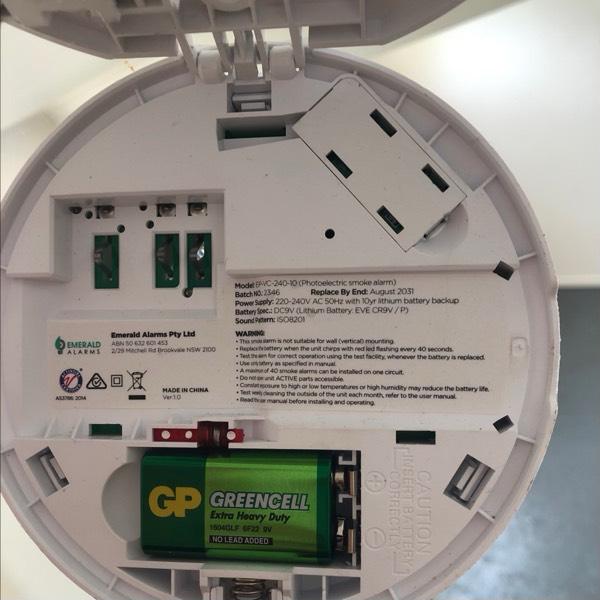 Model: EP-VC-240-10 (Photoelectric smoke alarm)
Batch NO.: 2346 Replace By End: August 2031
Power Supply: 220-240V AC 50Hz with 10yr lithium battery backup
Battery Spec.: DC9V (Lithium Battery: EVE CR9V / P)
Sound Pattern: ISO8201
EMERALD
ALARMS
Emerald Alarms Pty Ltd
ABN 50 632 601 453
2/29 Mitchell Rd Brookvale NSW 2100
AS3786: 2014
MADE IN CHINA
Ver:1.0
WARNING:
• This smoke alarm is not suitable for wall (vertical) mounting.
• Replace battery when the unit chirps with red led flashing every 40 seconds.
• Test the alarm for correct operation using the test facility, whenever the battery is replaced.
• Use only battery as specified in manual.
• A maximum of 40 smoke alarms can be installed on one circuit.
• Do not use unit ACTIVE parts accessible.
• Constant exposure to high or low temperatures or high humidity may reduce the battery life.
• Test weekly cleaning the outside of the unit each month, refer to the user manual.
• Read the user manual before installing and operating.
GP GREENCELL
Extra Heavy Duty
1604GLF 6F22 9V
NO LEAD ADDED
CAUTION
INSERT BATTERY
CORRECTLY